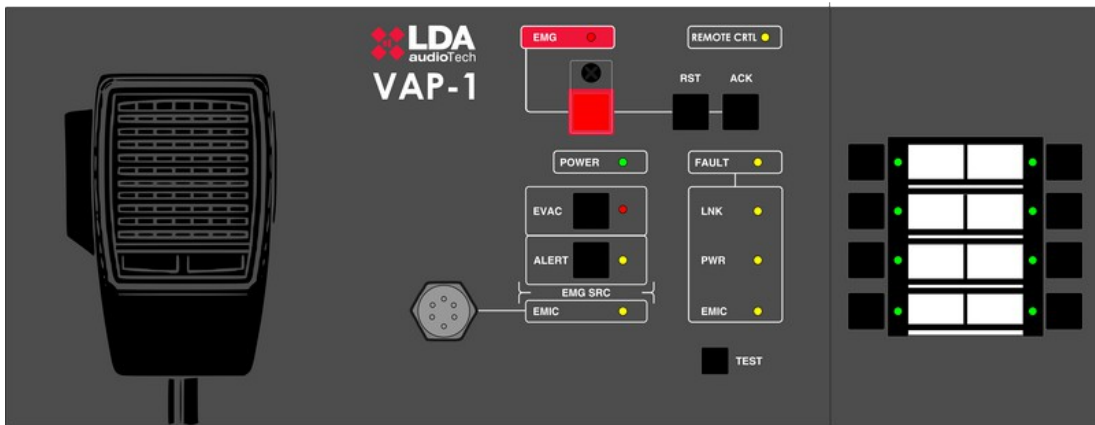 LDA
audioTech
VAP-1
EMG
REMOTE CRTL
RST
ACK
POWER
FAULT
EVAC
LNK
ALERT
PWR
EMG SRC
EMIC
EMIC
TEST